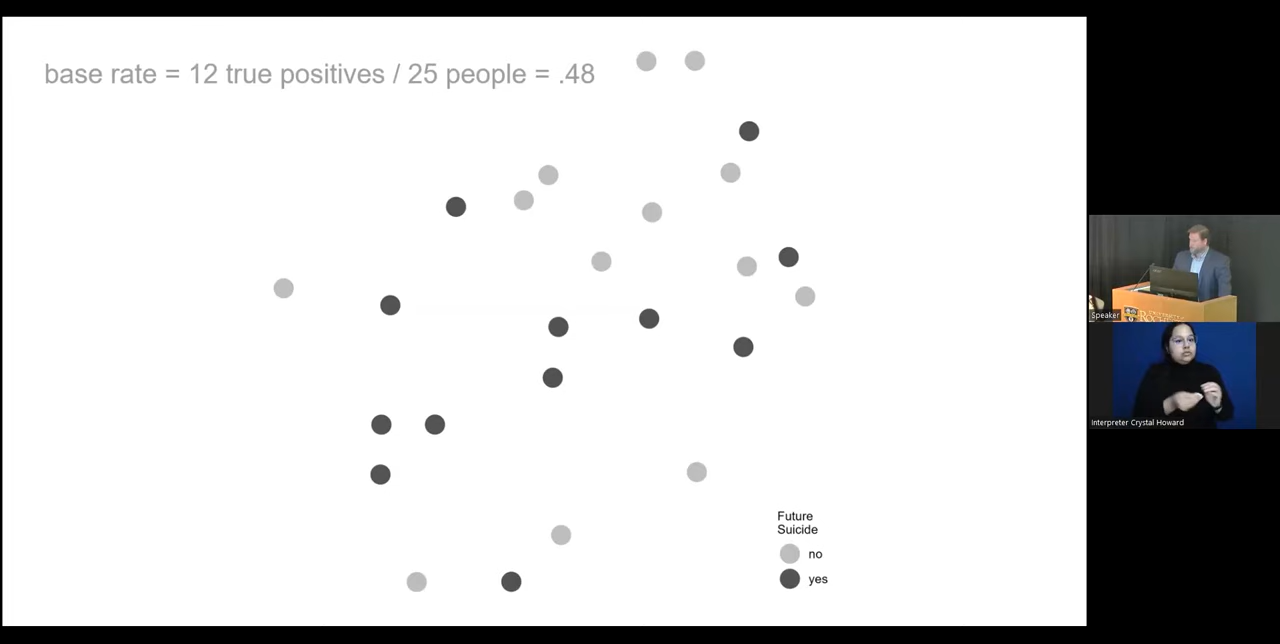 base rate = 12 true positives / 25 people = .48
Future
Suicide
no
yes
Speaker
Interpreter Crystal Howard